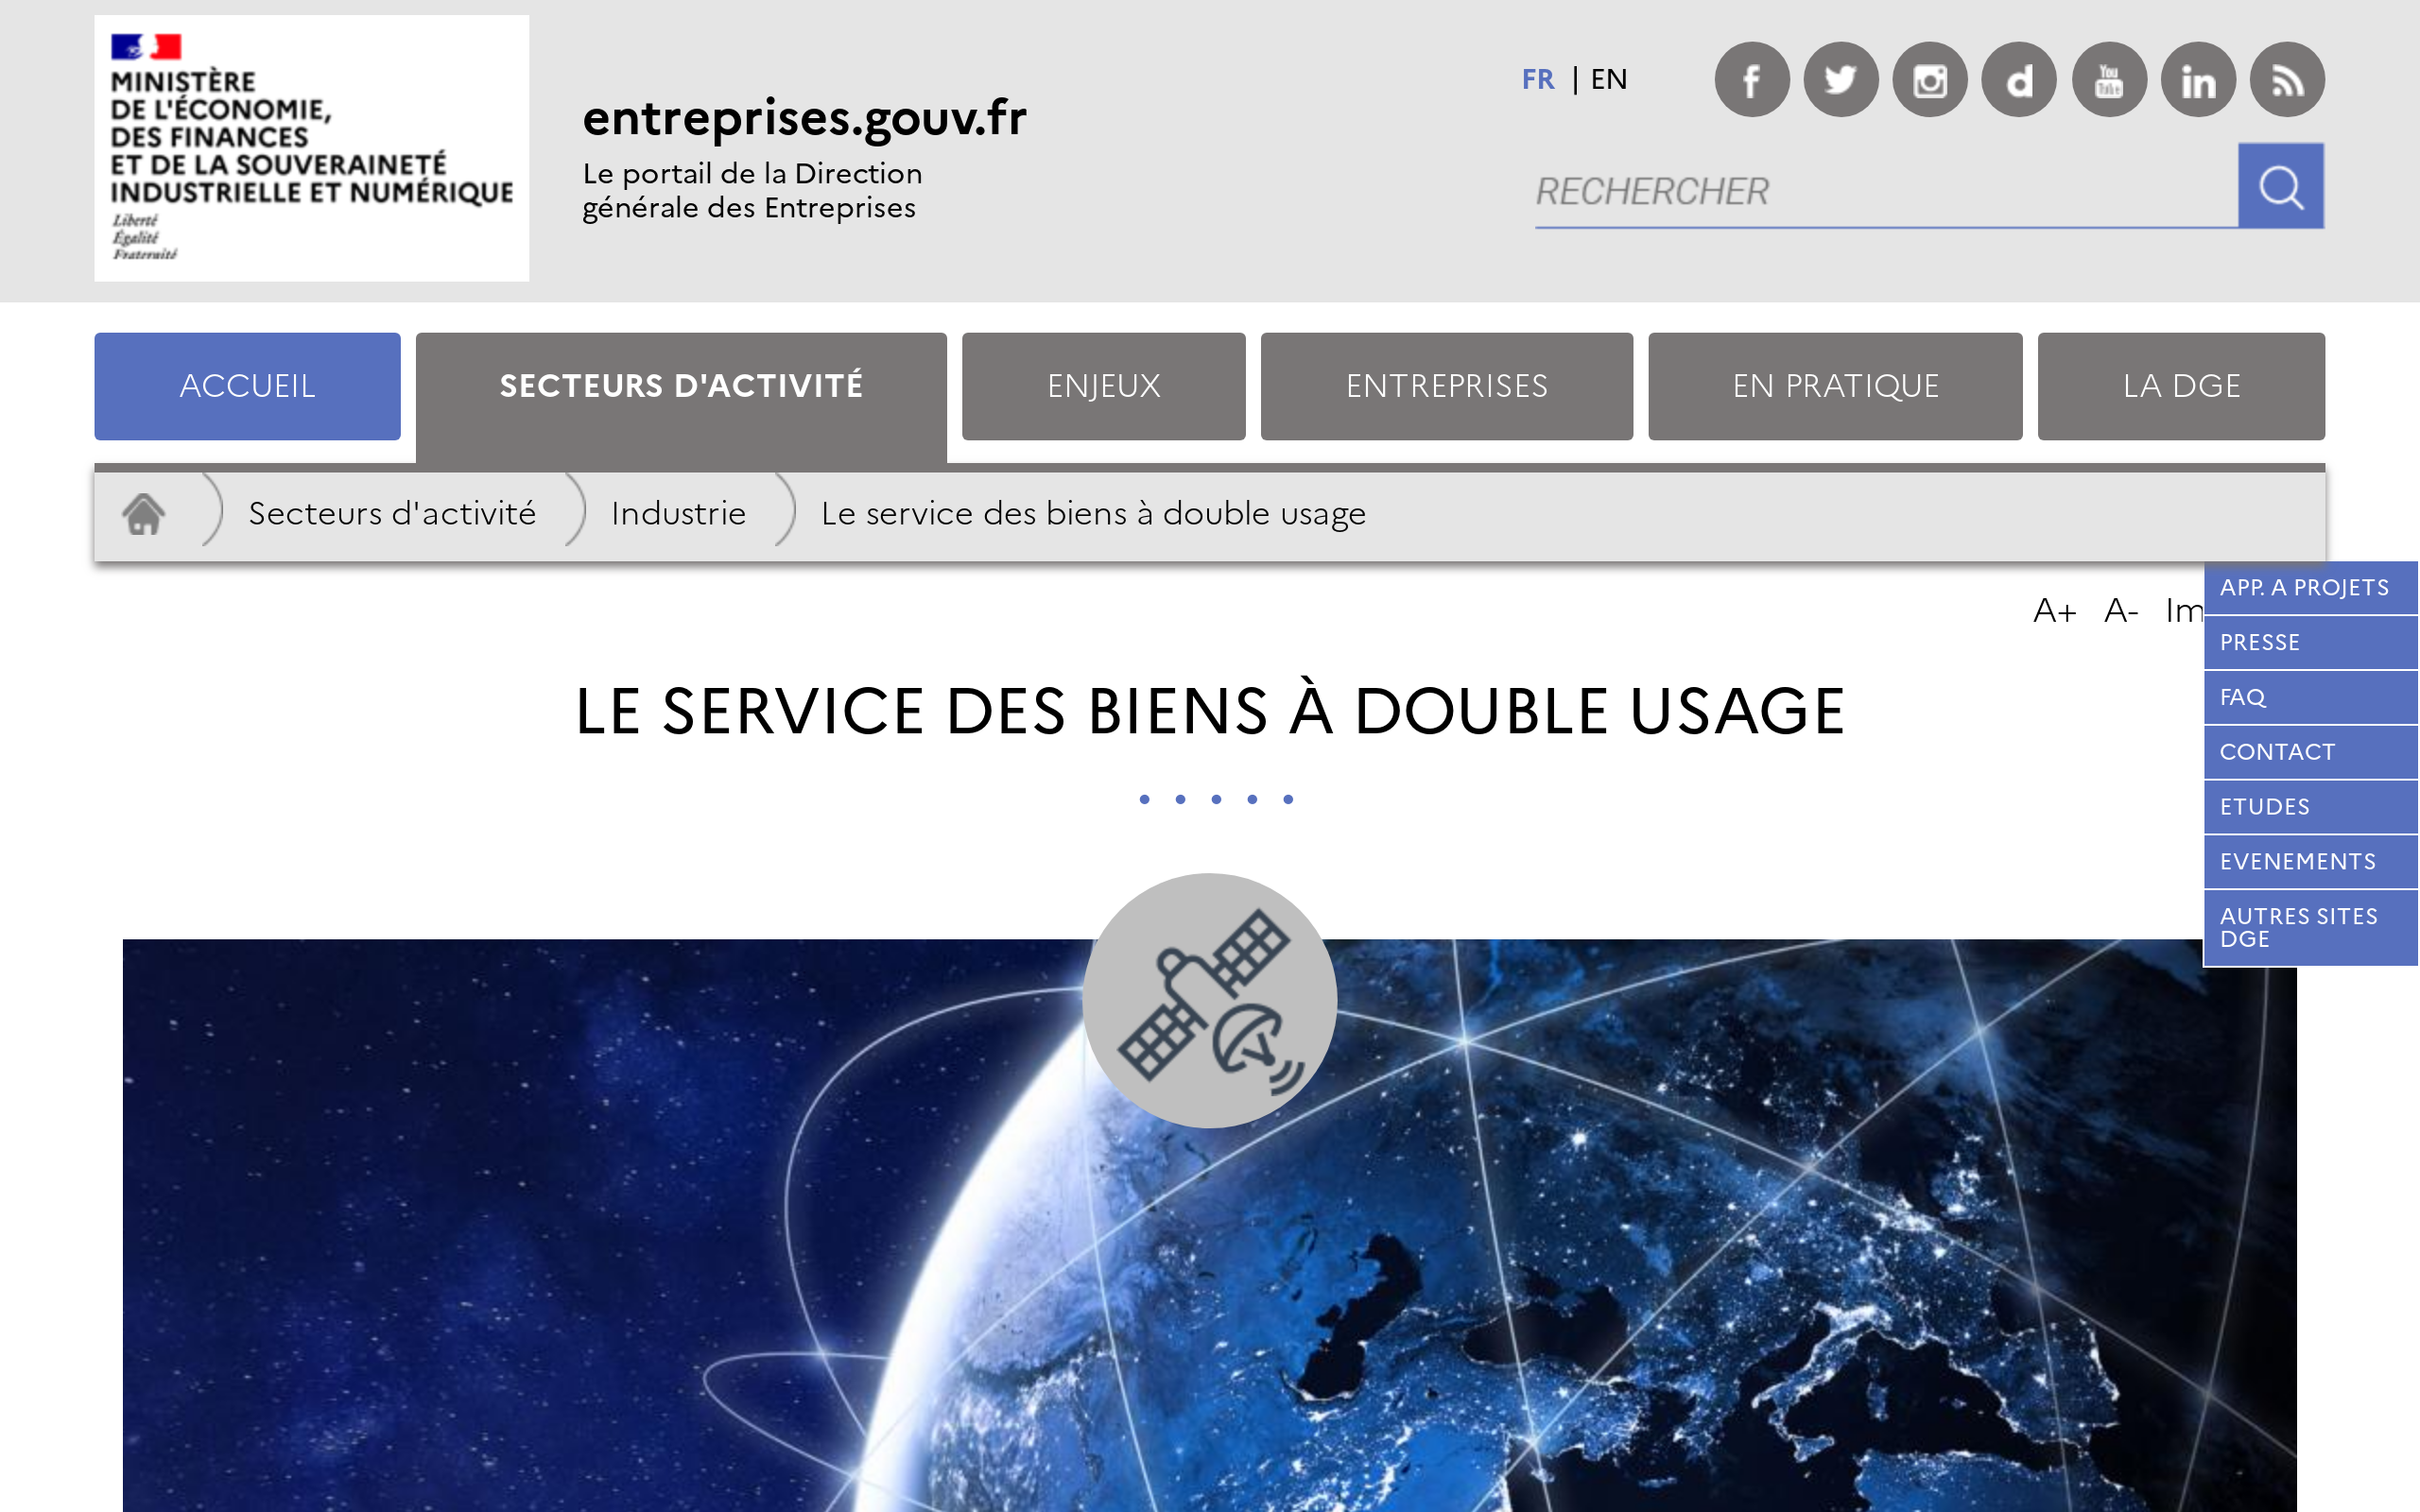 MINISTÈRE
DE L'ÉCONOMIE,
DES FINANCES
ET DE LA SOUVERAINETÉ
INDUSTRIELLE ET NUMÉRIQUE
Liberté
Égalité
Fraternité
entreprises.gouv.fr
Le portail de la Direction
générale des Entreprises
FR | EN
You
Tube
RECHERCHER
ACCUEIL
SECTEURS D'ACTIVITÉ
ENJEUX
ENTREPRISES
EN PRATIQUE
LA DGE
Secteurs d'activité
Industrie
Le service des biens à double usage
A+ A- Im
APP. A PROJETS
PRESSE
FAQ
CONTACT
ETUDES
EVENEMENTS
AUTRES SITES
DGE
LE SERVICE DES BIENS À DOUBLE USAGE